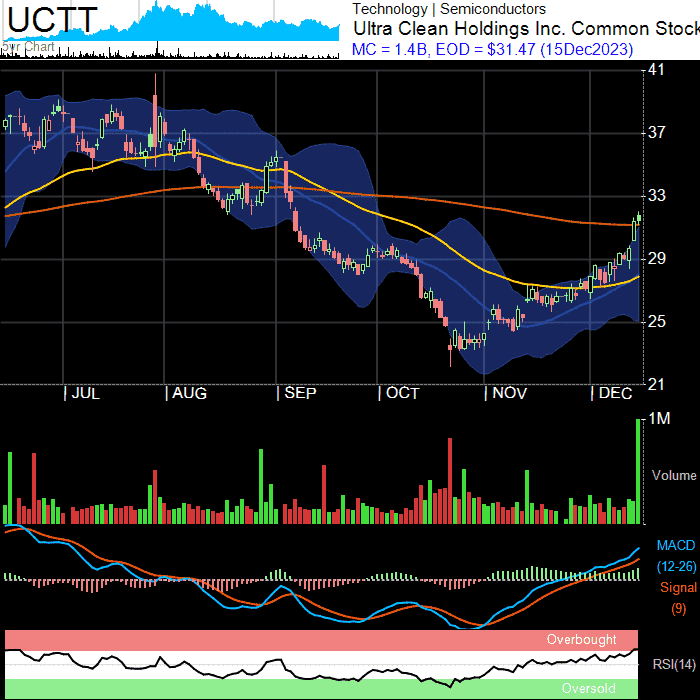 UCTT
5yr Chart
Technology | Semiconductors
Ultra Clean Holdings Inc. Common Stock
MC = 1.4B, EOD = $31.47 (15Dec2023)
41
37
33
29
25
21
| JUL | AUG | SEP | OCT | NOV | DEC
1M
Volume
MACD
(12-26)
Signal
(9)
Overbought
RSI(14)
Oversold